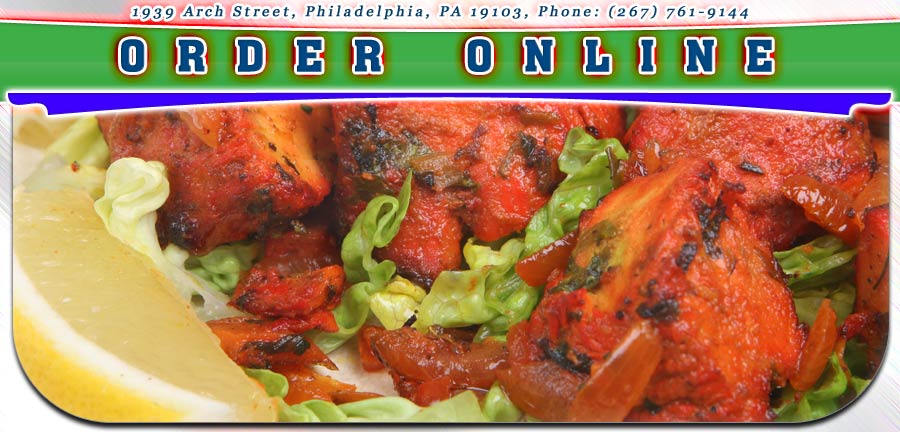 1939 Arch Street, Philadelphia, PA 19103, Phone: (267) 761-9144
ORDER ONLINE